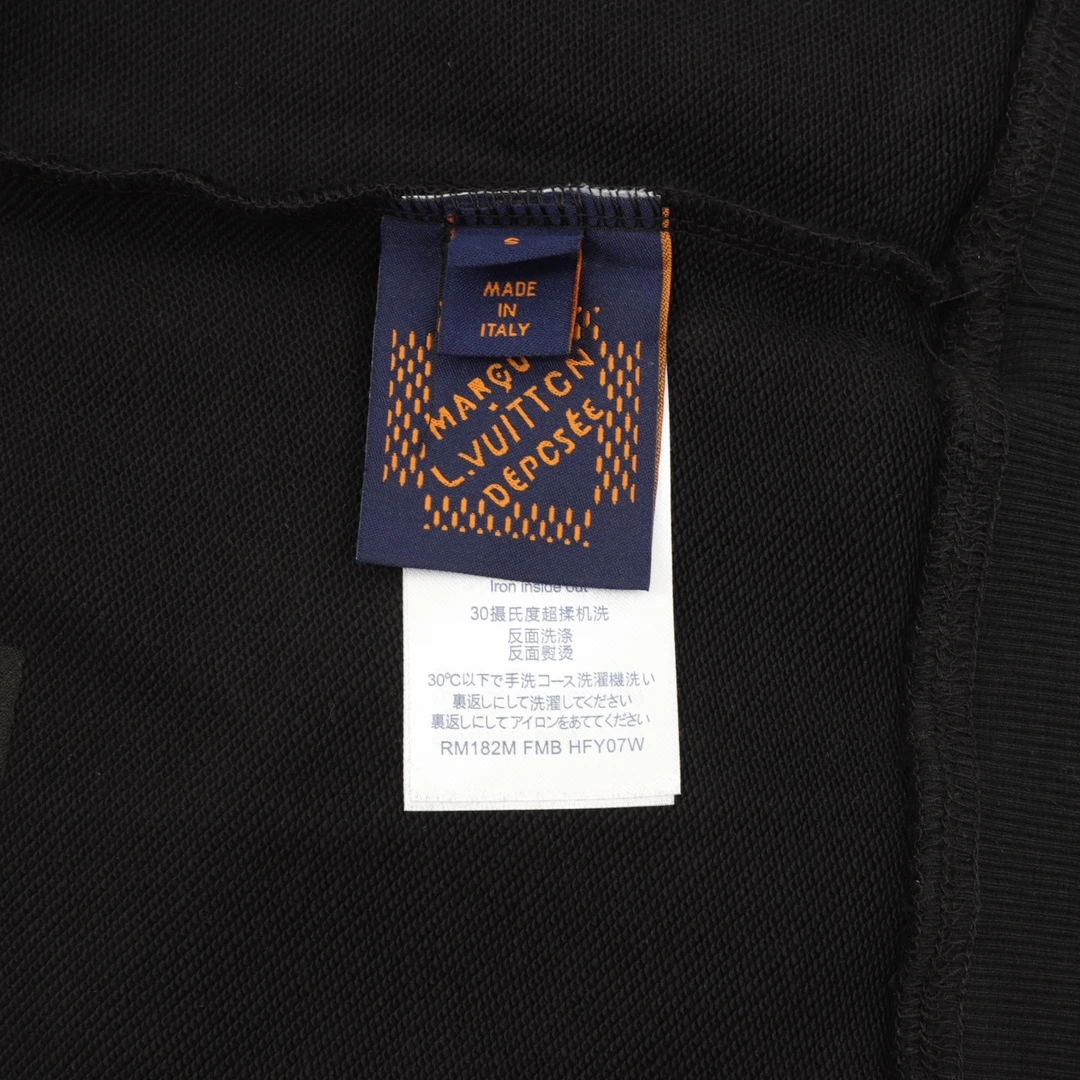 MADE
IN
ITALY
MARQU
L.VUITTON
DÉPOSÉE
Iron inside out
30摄氏度超揉机洗
反面洗涤
反面熨烫
30℃以下で手洗コース洗濯機洗い
裏返しにして洗濯してください
裏返しにしてアイロンをあててください
RM182M FMB HFY07W